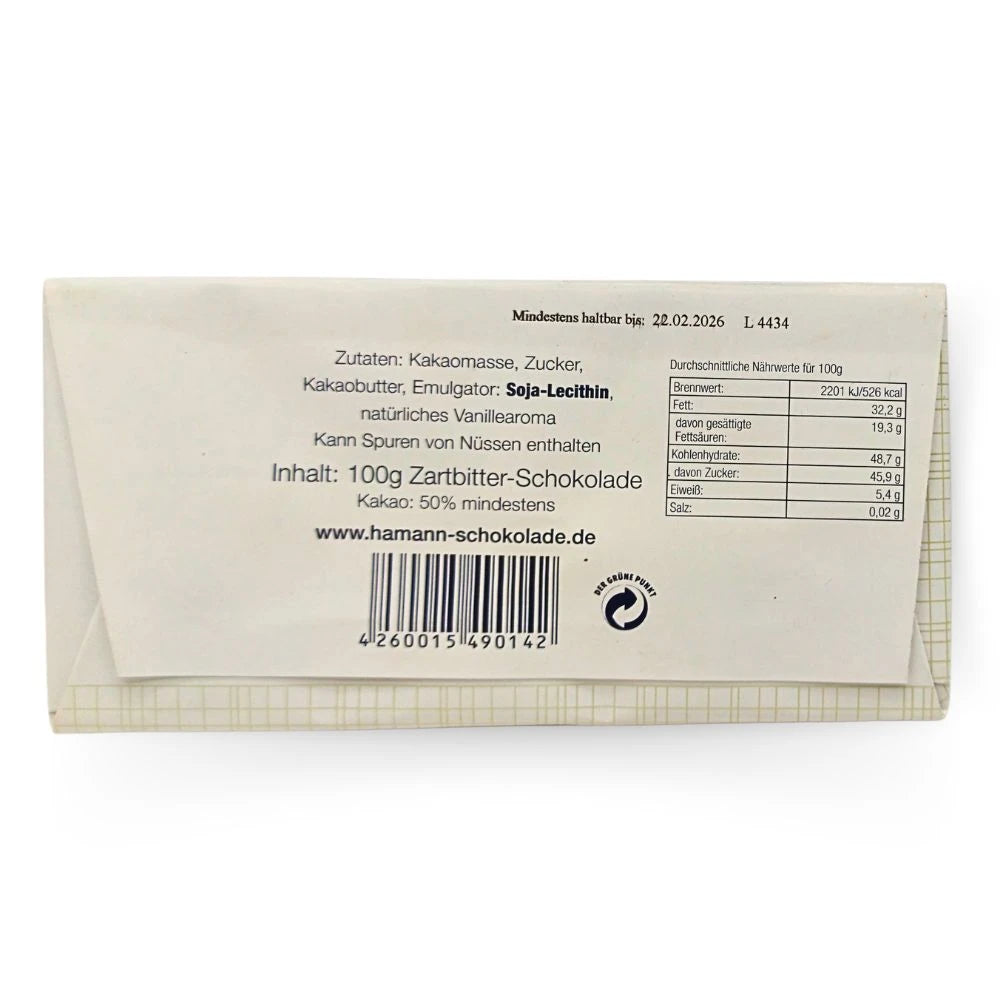 Mindestens haltbar bis: 22.02.2026 L 4434
Zutaten: Kakaomasse, Zucker,
Kakaobutter, Emulgator: Soja-Lecithin,
natürliches Vanillearoma
Kann Spuren von Nüssen enthalten
Inhalt: 100g Zartbitter-Schokolade
Kakao: 50% mindestens
www.hamann-schokolade.de
4 260015 490142
DER GRÜNE PUNKT
Durchschnittliche Nährwerte für 100g
Brennwert: 2201 kJ/526 kcal
Fett: 32,2 g
davon gesättigte 19,3 g
Fettsäuren:
Kohlenhydrate: 48,7 g
davon Zucker: 45,9 g
Eiweiß: 5,4 g
Salz: 0,02 g